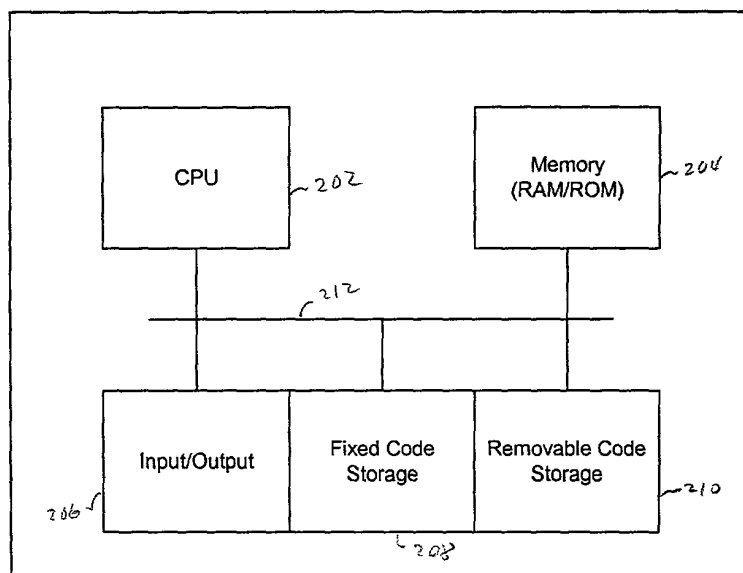 CPU
202
Memory
(RAM/ROM)
204
212
Input/Output
Fixed Code
Storage
Removable Code
Storage
206
208
210